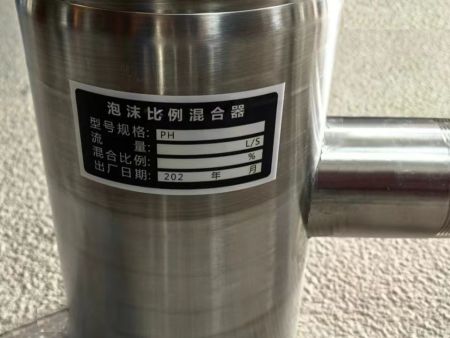 泡沫比例混合器
型号规格: PH
流 量: L/S
混合比例: %
出厂日期: 202 年 月